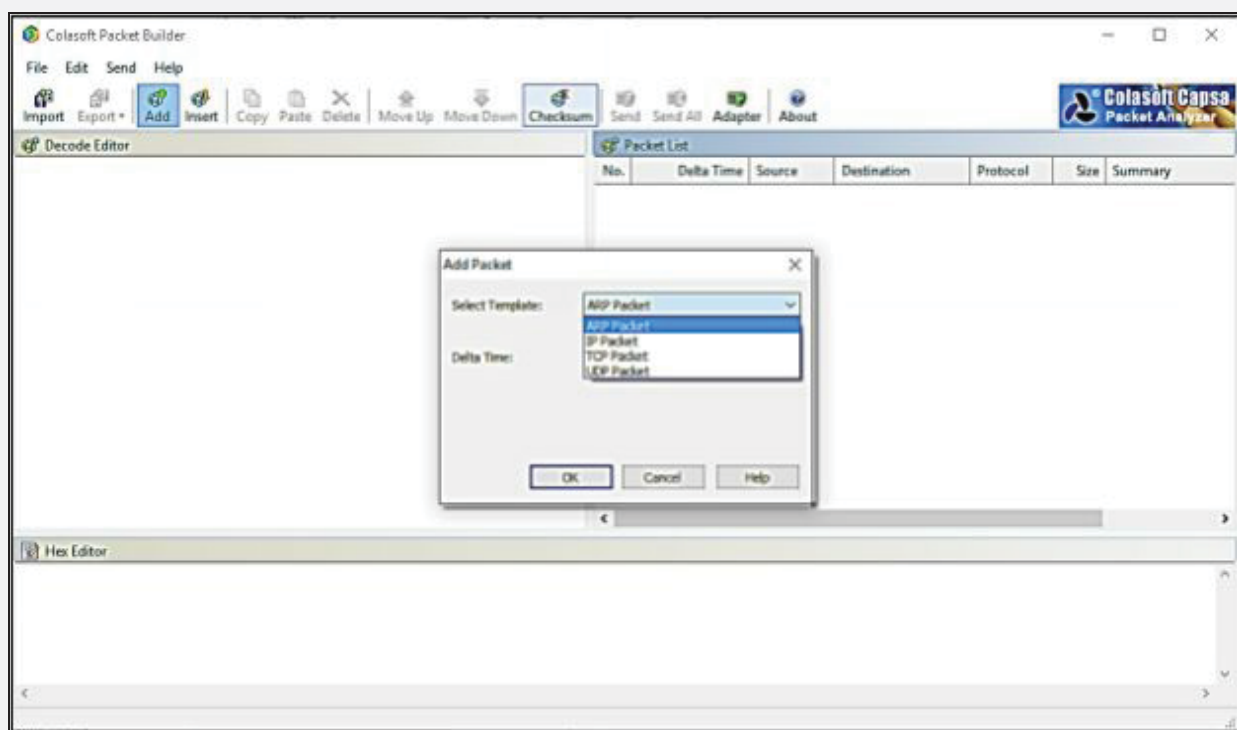 Colasoft Packet Builder
File Edit Send Help
Import Export Add Insert Copy Paste Delete Move Up Move Down Checksum Send Send All Adapter About
Colasoft Capsa
Packet Analyzer
Decode Editor
Packet List
No. Delta Time Source Destination Protocol Size Summary
Add Packet
Select Template: ARP Packet
ARP Packet
IP Packet
TCP Packet
UDP Packet
Delta Time:
OK Cancel Help
Hex Editor